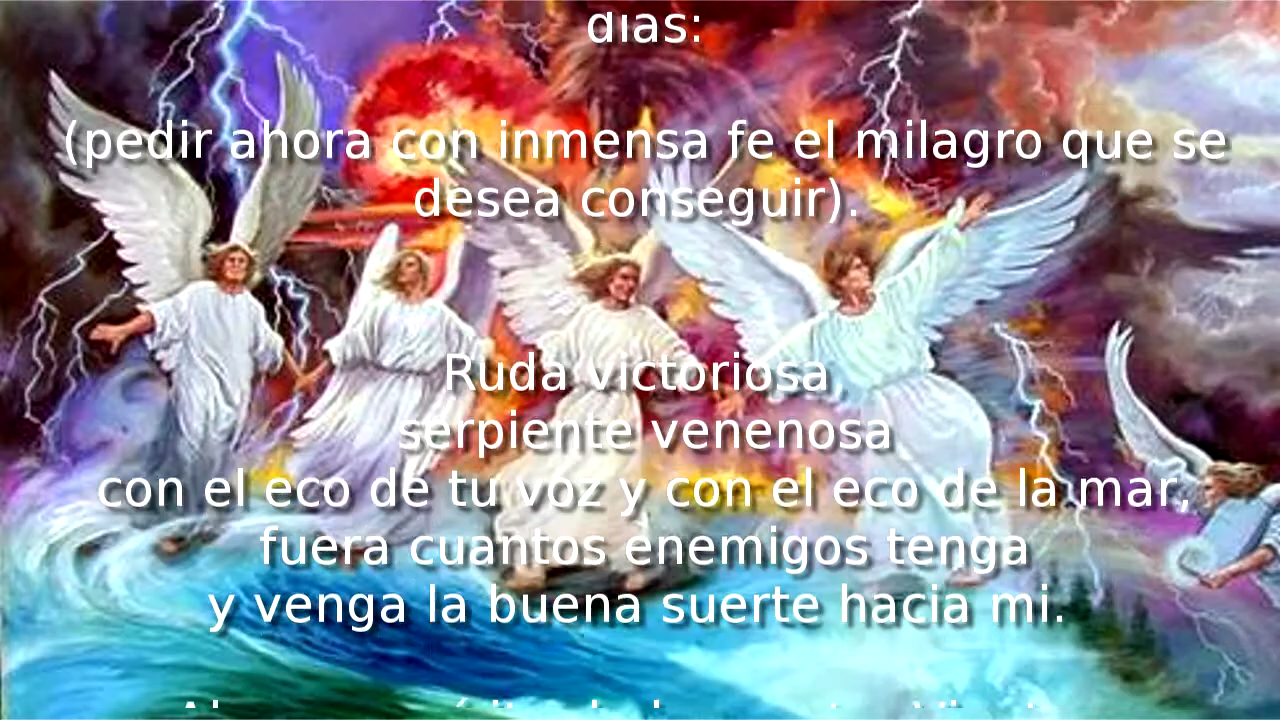 días:
(pedir ahora con inmensa fe el milagro que se
desea conseguir).
Ruda victoriosa,
serpiente venenosa
con el eco de tu voz y con el eco de la mar,
fuera cuantos enemigos tenga
y venga la buena suerte hacia mi.